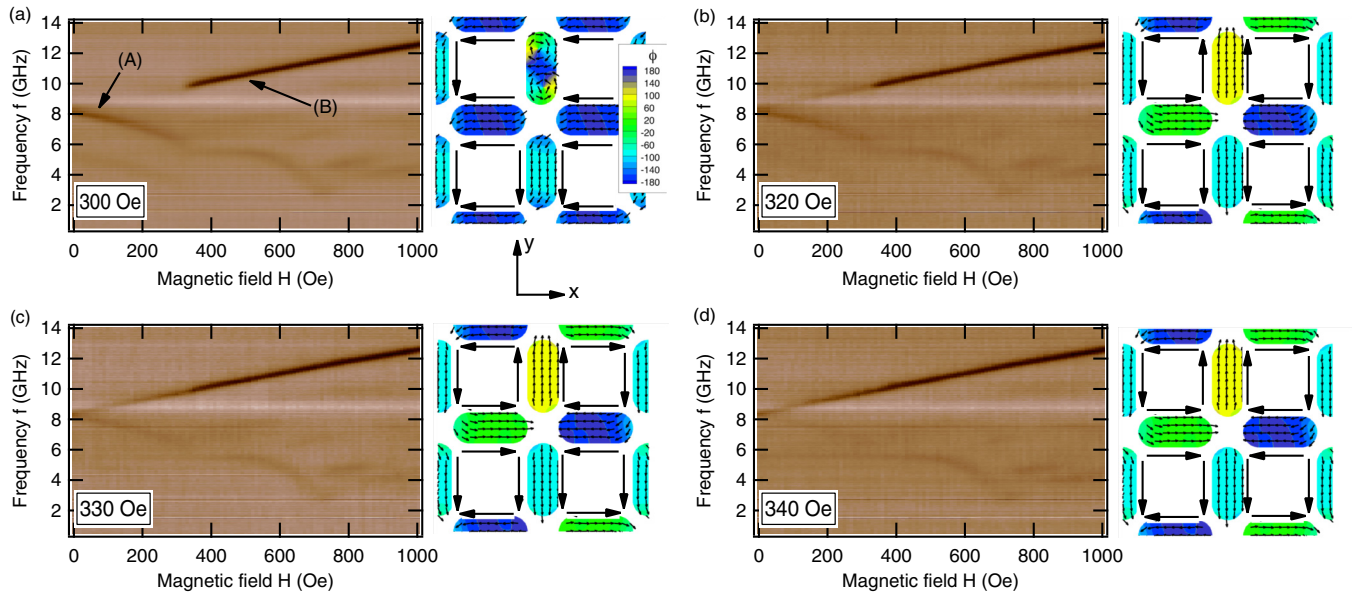 (a)
14
12
10
8
6
4
2
Frequency f (GHz)
(A)
(B)
300 Oe
0 200 400 600 800 1000
Magnetic field H (Oe)
ϕ
180
140
100
60
20
-20
-60
-100
-140
-180
y
x
(b)
14
12
10
8
6
4
2
Frequency f (GHz)
320 Oe
0 200 400 600 800 1000
Magnetic field H (Oe)
(c)
14
12
10
8
6
4
2
Frequency f (GHz)
330 Oe
0 200 400 600 800 1000
Magnetic field H (Oe)
(d)
14
12
10
8
6
4
2
Frequency f (GHz)
340 Oe
0 200 400 600 800 1000
Magnetic field H (Oe)